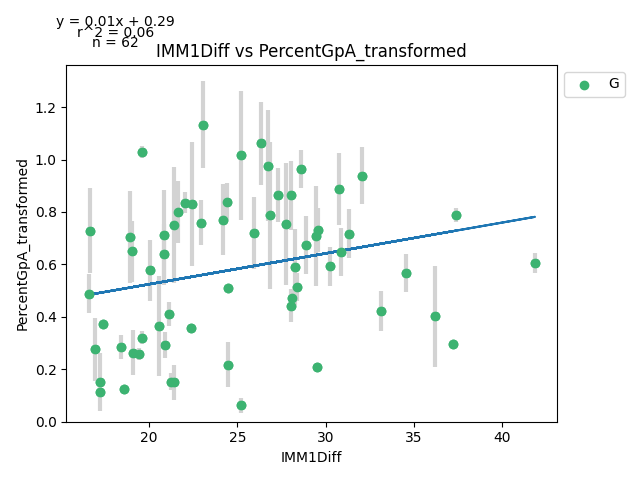 y = 0.01x + 0.29
r^2 = 0.06
n = 62
IMM1Diff vs PercentGpA_transformed
G
PercentGpA_transformed
1.2
1.0
0.8
0.6
0.4
0.2
0.0
20 25 30 35 40
IMM1Diff